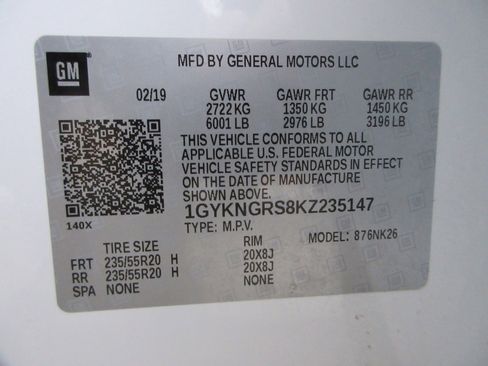 GM
MFD BY GENERAL MOTORS LLC
02/19 GVWR GAWR FRT GAWR RR
2722 KG 1350 KG 1450 KG
6001 LB 2976 LB 3196 LB
THIS VEHICLE CONFORMS TO ALL
APPLICABLE U.S. FEDERAL MOTOR
VEHICLE SAFETY STANDARDS IN EFFECT
ON THE DATE OF MANUFACTURE
SHOWN ABOVE.
1GYKNGRS8KZ235147
140X
TYPE: M.P.V. MODEL: 876NK26
TIRE SIZE RIM
FRT 235/55R20 H 20X8J
RR 235/55R20 H 20X8J
SPA NONE NONE